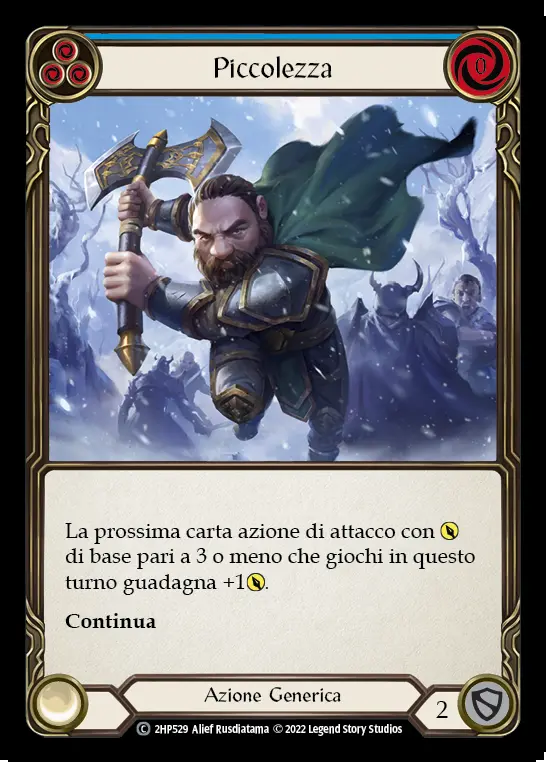 Piccolezza
0
La prossima carta azione di attacco con
di base pari a 3 o meno che giochi in questo
turno guadagna +1.
Continua
Azione Generica
2
C 2HP529 Alief Rusdiatama © 2022 Legend Story Studios